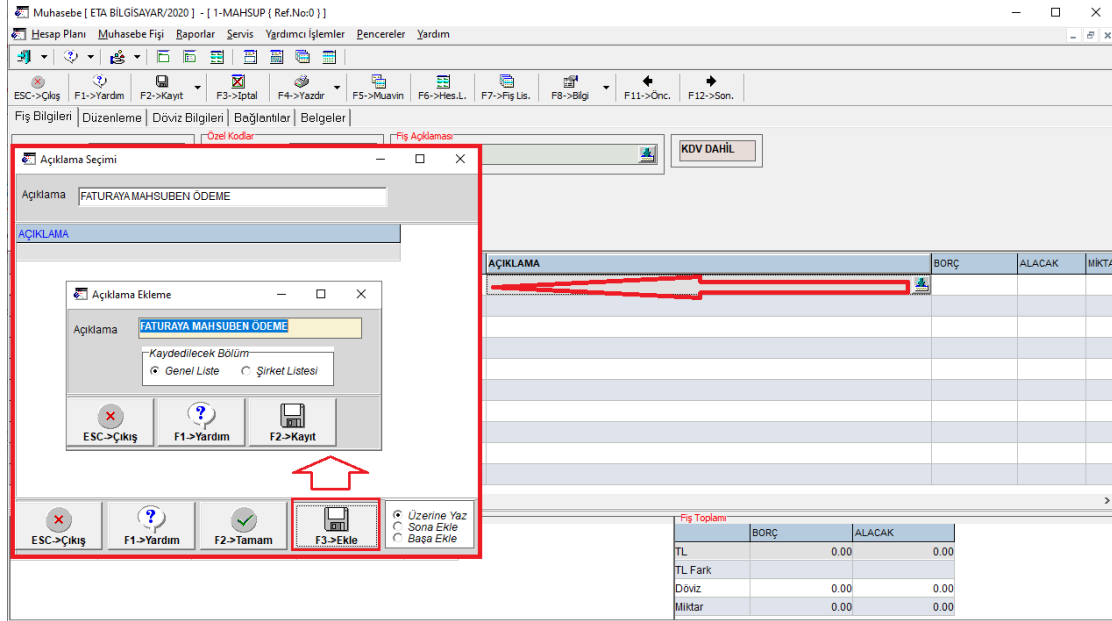 Muhasebe [ ETA BİLGİSAYAR/2020 ] - [ 1-MAHSUP { Ref.No:0 } ]
Hesap Planı Muhasebe Fişi Raporlar Servis Yardımcı İşlemler Pencereler Yardım
ESC->Çıkış F1->Yardım F2->Kayıt F3->İptal F4->Yazdır F5->Muavin F6->Hes.L. F7->Fiş Lis. F8->Bilgi F11->Önc. F12->Son.
Fiş Bilgileri Düzenleme Döviz Bilgileri Bağlantılar Belgeler
Özel Kodlar Fiş Açıklaması
KDV DAHİL
Açıklama Seçimi
Açıklama FATURAYA MAHSUBEN ÖDEME
AÇIKLAMA
AÇIKLAMA BORÇ ALACAK MİKTA
Açıklama Ekleme
Açıklama FATURAYA MAHSUBEN ÖDEME
Kaydedilecek Bölüm
Genel Liste Şirket Listesi
ESC->Çıkış F1->Yardım F2->Kayıt
ESC->Çıkış F1->Yardım F2->Tamam F3->Ekle
Üzerine Yaz
Sona Ekle
Başa Ekle
Fiş Toplamı
BORÇ ALACAK
TL 0.00 0.00
TL Fark
Döviz 0.00 0.00
Miktar 0.00 0.00